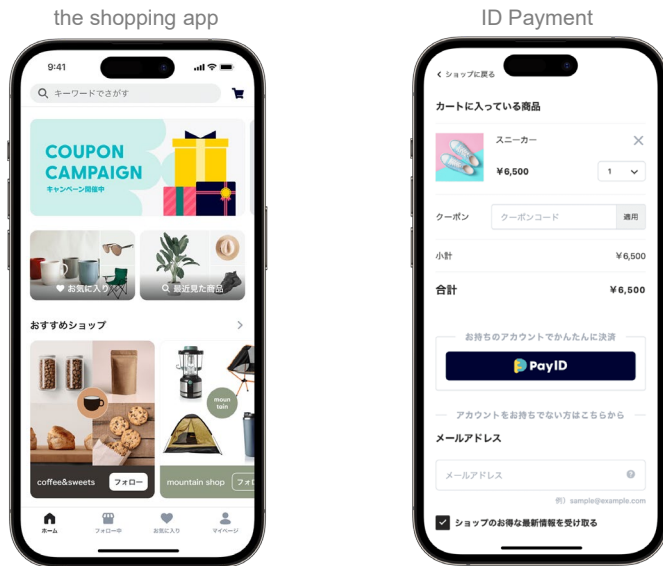 the shopping app
9:41
キーワードでさがす
COUPON
CAMPAIGN
キャンペーン開催中
お気に入り
最近見た商品
おすすめショップ
coffee&sweets
フォロー
moun
tain
mountain shop
フォロ
ホーム
フォロー中
お気に入り
マイページ
ID Payment
ショップに戻る
カートに入っている商品
スニーカー
¥6,500
1
クーポン
クーポンコード
適用
小計
¥6,500
合計
¥6,500
お持ちのアカウントでかんたんに決済
PayID
アカウントをお持ちでない方はこちらから
メールアドレス
メールアドレス
例）sample@example.com
ショップのお得な最新情報を受け取る